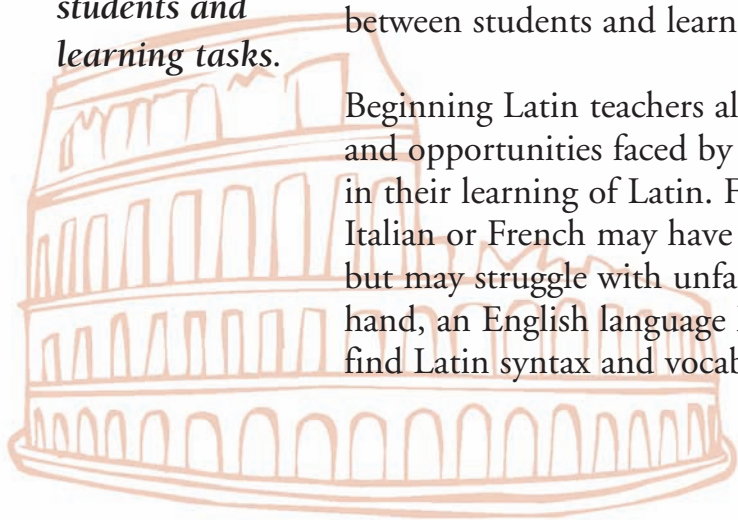 students and
learning tasks.
between students and learn
Beginning Latin teachers al
and opportunities faced by
in their learning of Latin. F
Italian or French may have
but may struggle with unfa
hand, an English language
find Latin syntax and vocab